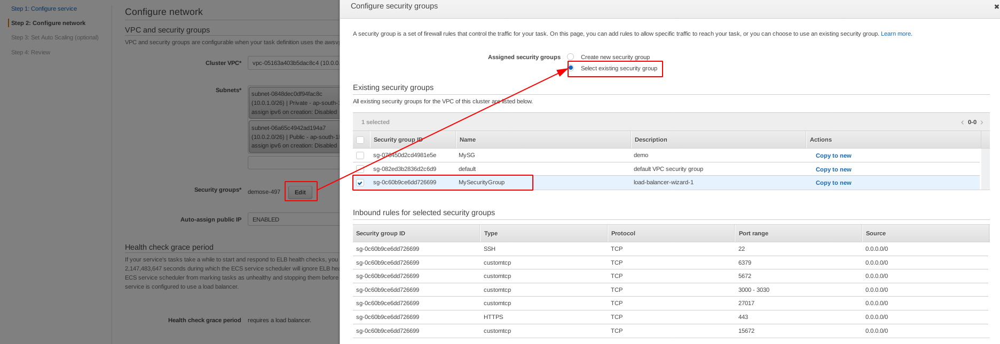 Step 1: Configure service
Step 2: Configure network
Step 3: Set Auto Scaling (optional)
Step 4: Review
Configure network
VPC and security groups
VPC and security groups are configurable when your task definition uses the awsvp
Cluster VPC*
vpc-05163a403b5dac8c4 (10.0.0.
Subnets*
subnet-0848dec0df94fac8c
(10.0.1.0/26) | Private - ap-south-1
assign ipv6 on creation: Disabled
subnet-06a65c4942ad194a7
(10.0.2.0/26) | Public - ap-south-1
assign ipv6 on creation: Disabled
Security groups*
demose-497
Edit
Auto-assign public IP
ENABLED
Health check grace period
If your service's tasks take a while to start and respond to ELB health checks, you
2,147,483,647 seconds during which the ECS service scheduler will ignore ELB hea
ECS service scheduler from marking tasks as unhealthy and stopping them before
service is configured to use a load balancer.
Health check grace period
requires a load balancer.
Configure security groups
A security group is a set of firewall rules that control the traffic for your task. On this page, you can add rules to allow specific traffic to reach your task, or you can choose to use an existing security group. Learn more.
Assigned security groups
Create new security group
Select existing security group
Existing security groups
All existing security groups for the VPC of this cluster are listed below.
1 selected
0-0
Security group ID Name Description Actions
sg-076450d2cd4981e5e MySG demo Copy to new
sg-082ed3b2836d2c6d9 default default VPC security group Copy to new
sg-0c60b9ce6dd726699 MySecurityGroup load-balancer-wizard-1 Copy to new
Inbound rules for selected security groups
Security group ID Type Protocol Port range Source
sg-0c60b9ce6dd726699 SSH TCP 22 0.0.0.0/0
sg-0c60b9ce6dd726699 customtcp TCP 6379 0.0.0.0/0
sg-0c60b9ce6dd726699 customtcp TCP 5672 0.0.0.0/0
sg-0c60b9ce6dd726699 customtcp TCP 3000 - 3030 0.0.0.0/0
sg-0c60b9ce6dd726699 customtcp TCP 27017 0.0.0.0/0
sg-0c60b9ce6dd726699 HTTPS TCP 443 0.0.0.0/0
sg-0c60b9ce6dd726699 customtcp TCP 15672 0.0.0.0/0